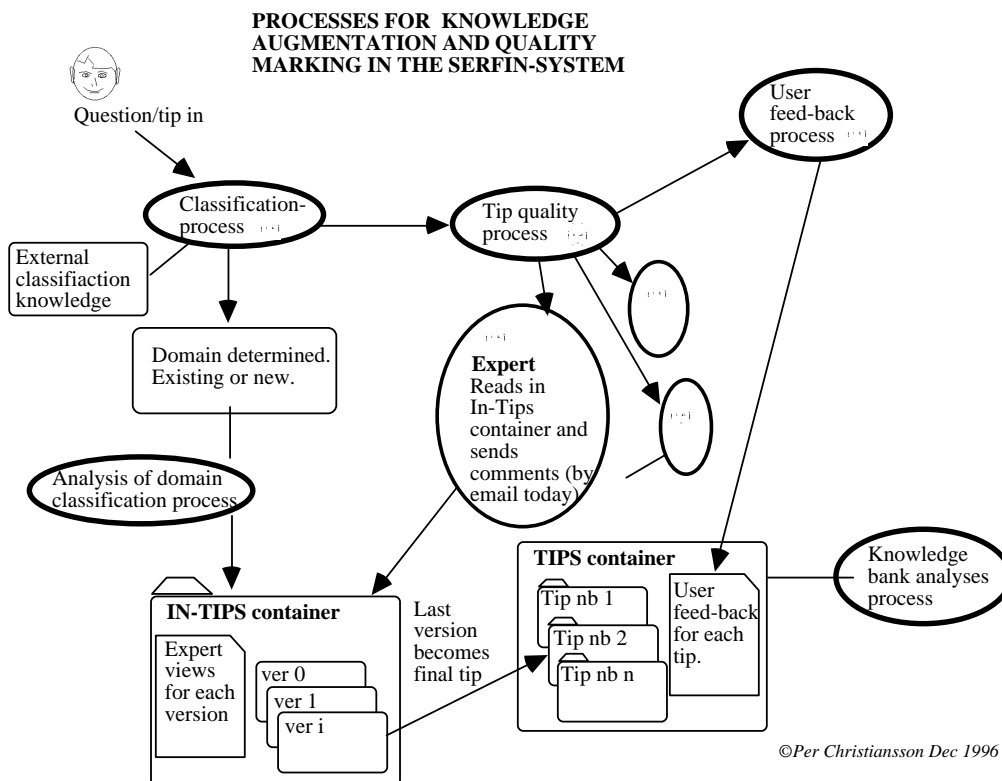 PROCESSES FOR KNOWLEDGE
AUGMENTATION AND QUALITY
MARKING IN THE SERFIN-SYSTEM
Question/tip in
User
feed-back
process
Classification-
process
Tip quality
process
External
classifiaction
knowledge
Domain determined.
Existing or new.
Expert
Reads in
In-Tips
container and
sends
comments (by
email today)
Analysis of domain
classification process
TIPS container
Tip nb 1
Tip nb 2
Tip nb n
User
feed-back
for each
tip.
Knowledge
bank analyses
process
IN-TIPS container
Expert
views
for each
version
ver 0
ver 1
ver i
Last
version
becomes
final tip
©Per Christiansson Dec 1996